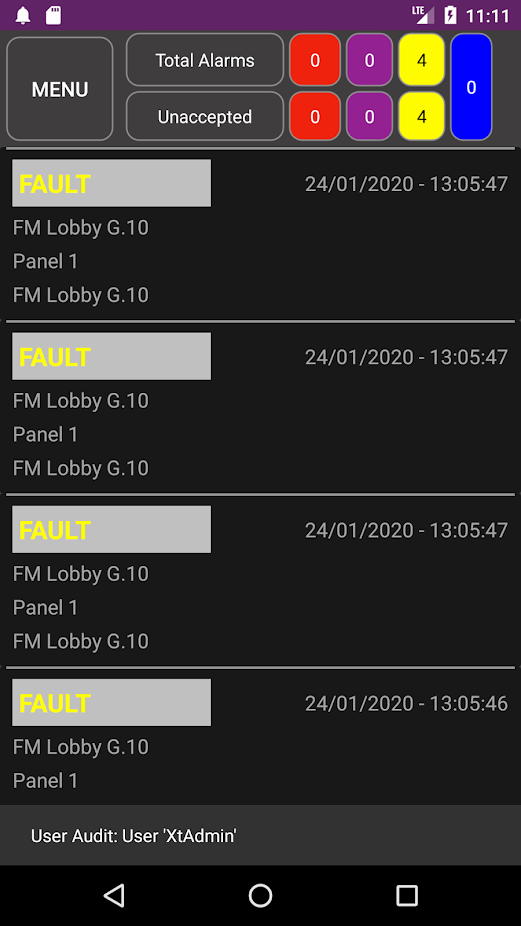 LTE 11:11
MENU
Total Alarms 0 0 4 0
Unaccepted 0 0 4
FAULT 24/01/2020 - 13:05:47
FM Lobby G.10
Panel 1
FM Lobby G.10
FAULT 24/01/2020 - 13:05:47
FM Lobby G.10
Panel 1
FM Lobby G.10
FAULT 24/01/2020 - 13:05:47
FM Lobby G.10
Panel 1
FM Lobby G.10
FAULT 24/01/2020 - 13:05:46
FM Lobby G.10
Panel 1
User Audit: User 'XtAdmin'